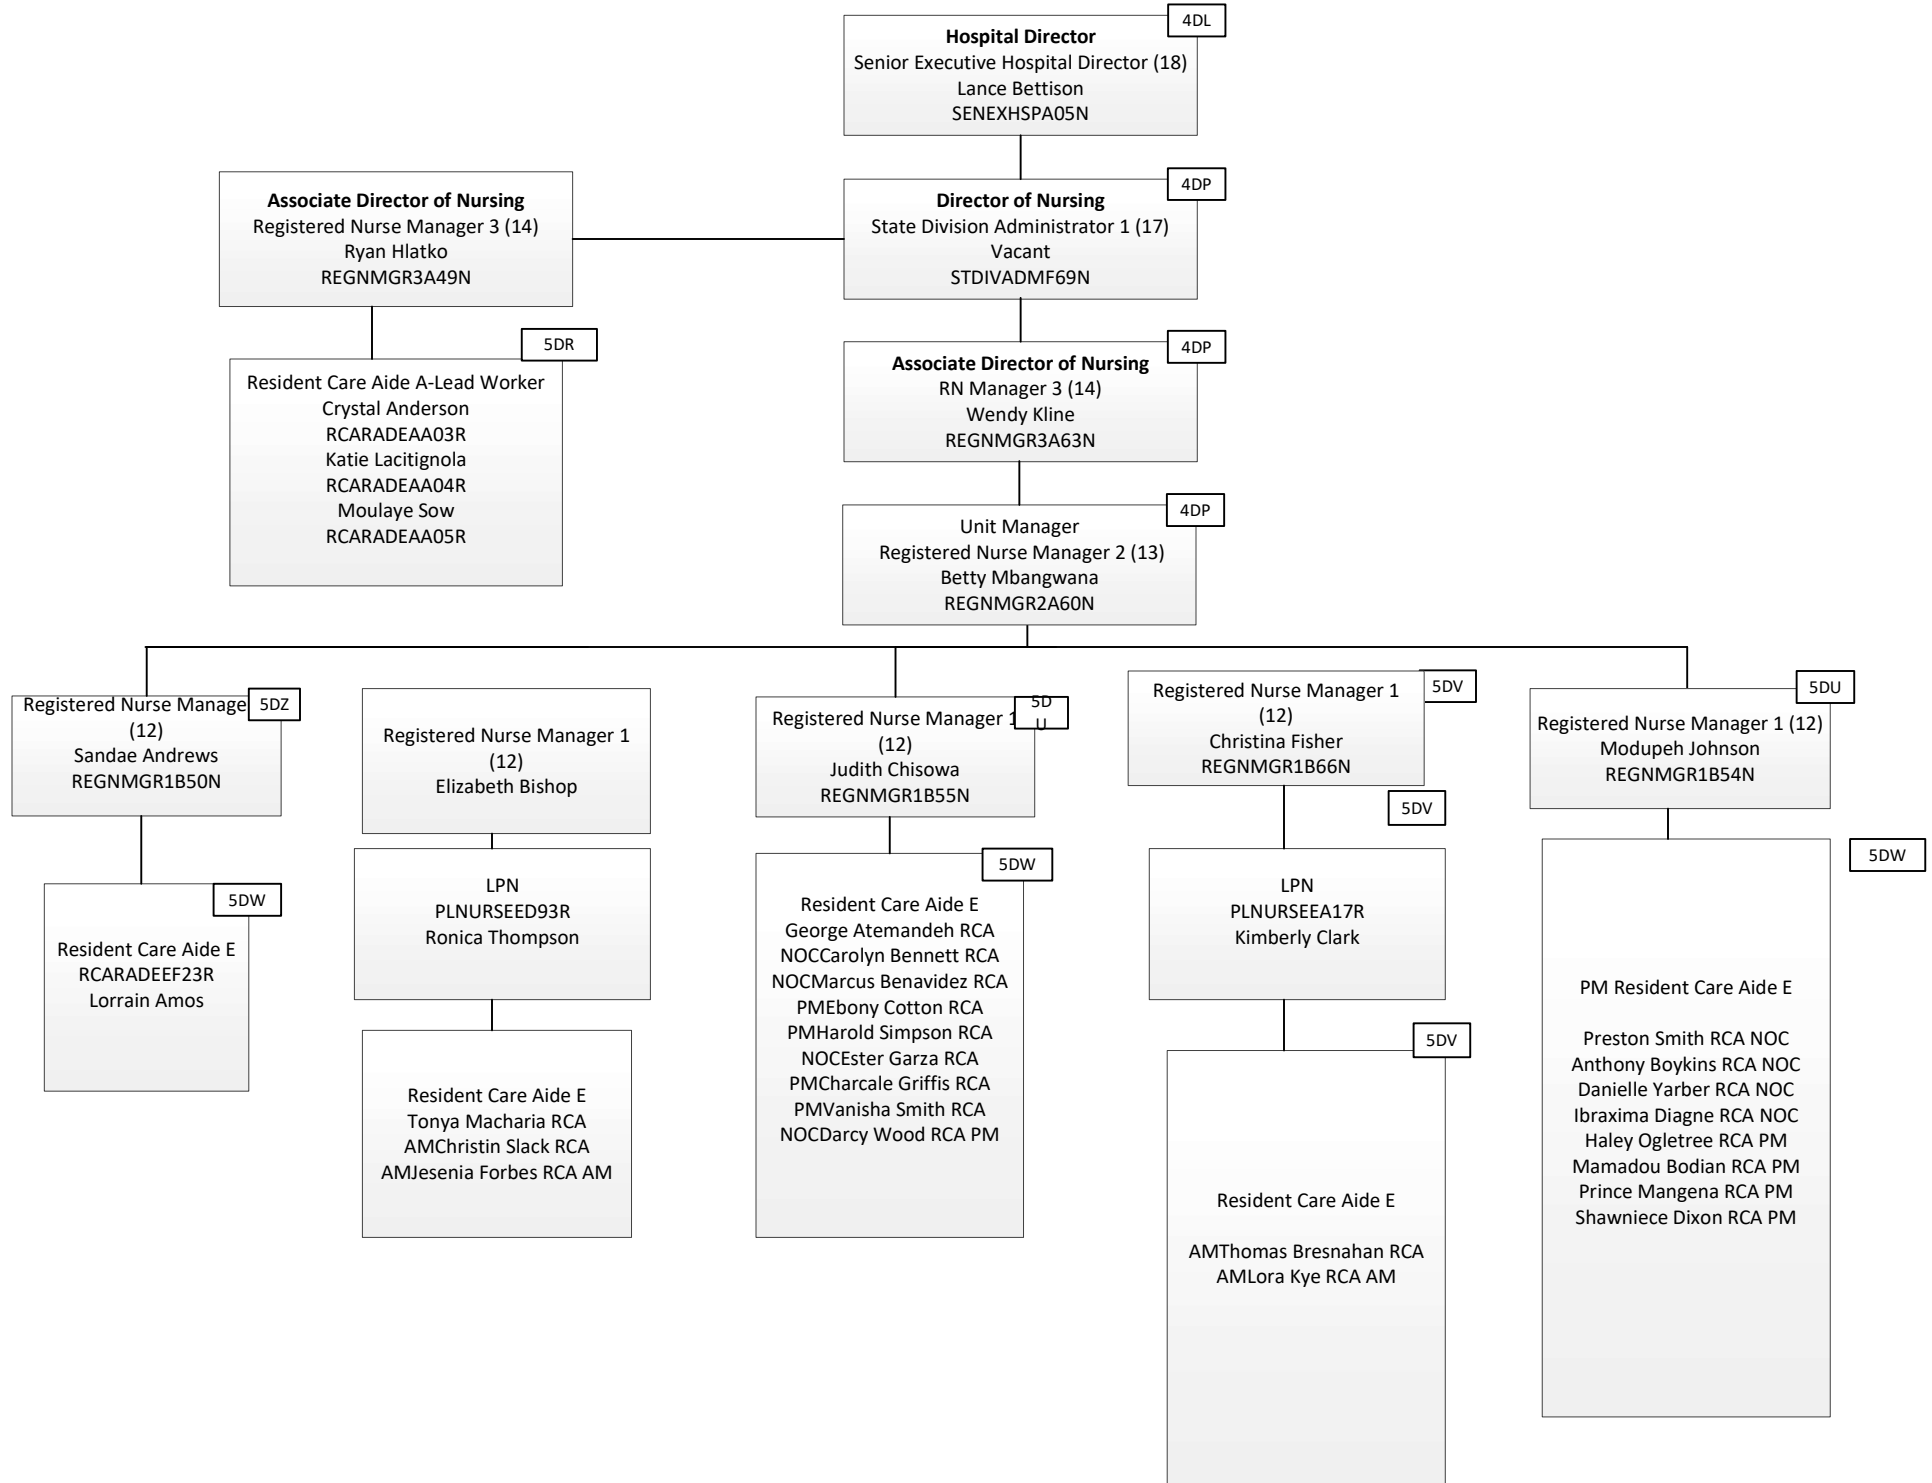 4DL
Hospital Director
Senior Executive Hospital Director (18)
Lance Bettison
SENEXHSPA05N
Associate Director of Nursing
Registered Nurse Manager 3 (14)
Ryan Hlatko
REGNMGR3A49N
4DP
Director of Nursing
State Division Administrator 1 (17)
Vacant
STDIVADMF69N
5DR
Resident Care Aide A-Lead Worker
Crystal Anderson
RCARADEAA03R
Katie Lacitignola
RCARADEAA04R
Moulaye Sow
RCARADEAA05R
4DP
Associate Director of Nursing
RN Manager 3 (14)
Wendy Kline
REGNMGR3A63N
4DP
Unit Manager
Registered Nurse Manager 2 (13)
Betty Mbangwana
REGNMGR2A60N
5DZ
Registered Nurse Manage
(12)
Sandae Andrews
REGNMGR1B50N
Registered Nurse Manager 1
(12)
Elizabeth Bishop
5D
U
Registered Nurse Manager 1
(12)
Judith Chisowa
REGNMGR1B55N
5DV
Registered Nurse Manager 1
(12)
Christina Fisher
REGNMGR1B66N
5DU
Registered Nurse Manager 1 (12)
Modupeh Johnson
REGNMGR1B54N
5DW
Resident Care Aide E
RCARADEEF23R
Lorrain Amos
LPN
PLNURSEED93R
Ronica Thompson
Resident Care Aide E
Tonya Macharia RCA
AMChristin Slack RCA
AMJesenia Forbes RCA AM
5DW
Resident Care Aide E
George Atemandeh RCA
NOCCarolyn Bennett RCA
NOCMarcus Benavidez RCA
PMEbony Cotton RCA
PMHarold Simpson RCA
NOCEster Garza RCA
PMCharcale Griffis RCA
PMVanisha Smith RCA
NOCDarcy Wood RCA PM
5DV
LPN
PLNURSEEA17R
Kimberly Clark
5DV
Resident Care Aide E
AMThomas Bresnahan RCA
AMLora Kye RCA AM
5DW
PM Resident Care Aide E
Preston Smith RCA NOC
Anthony Boykins RCA NOC
Danielle Yarber RCA NOC
Ibraxima Diagne RCA NOC
Haley Ogletree RCA PM
Mamadou Bodian RCA PM
Prince Mangena RCA PM
Shawniece Dixon RCA PM